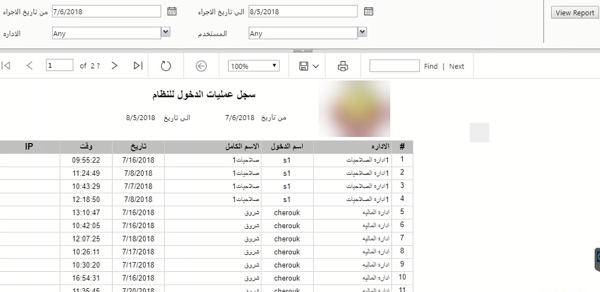 من تاريخ الاجراء 7/6/2018 الى تاريخ الاجراء 8/5/2018 View Report
الاداره Any المستخدم Any
1 of 2 ? 100% Find | Next
سجل عمليات الدخول للنظام
من تاريخ 7/6/2018 الى تاريخ 8/5/2018
# الاداره اسم الدخول الاسم الكامل تاريخ وقت IP
1 اداره الصلاحيات1 s1 صلاحيات1 7/16/2018 09:55:22
2 اداره الصلاحيات1 s1 صلاحيات1 7/8/2018 11:24:49
3 اداره الصلاحيات1 s1 صلاحيات1 7/7/2018 10:43:29
4 اداره الصلاحيات1 s1 صلاحيات1 7/8/2018 12:18:50
5 اداره الماليه cherouk شروق 7/16/2018 13:10:47
6 اداره الماليه cherouk شروق 7/16/2018 10:42:05
7 اداره الماليه cherouk شروق 7/18/2018 12:07:25
8 اداره الماليه cherouk شروق 7/17/2018 10:26:11
9 اداره الماليه cherouk شروق 7/17/2018 10:30:20
10 اداره الماليه cherouk شروق 7/16/2018 16:54:31
11 اداره الماليه cherouk شروق 7/20/2018 11:35:45